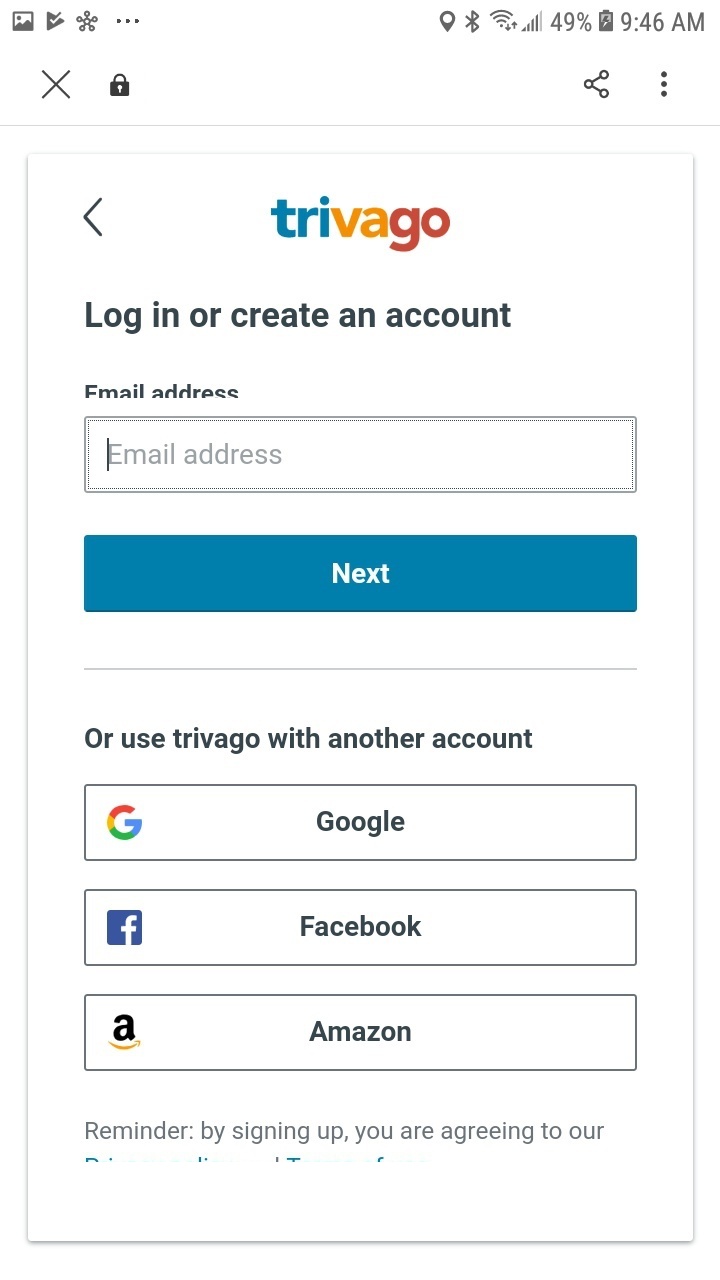 49% 9:46 AM
trivago
Log in or create an account
Email address
Email address
Next
Or use trivago with another account
Google
Facebook
Amazon
Reminder: by signing up, you are agreeing to our